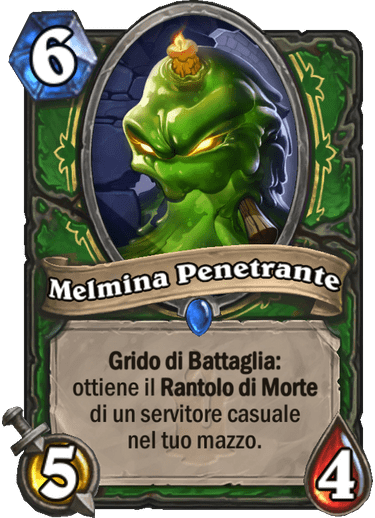 6
Melmina Penetrante
Grido di Battaglia:
ottiene il Rantolo di Morte
di un servitore casuale
nel tuo mazzo.
5
4